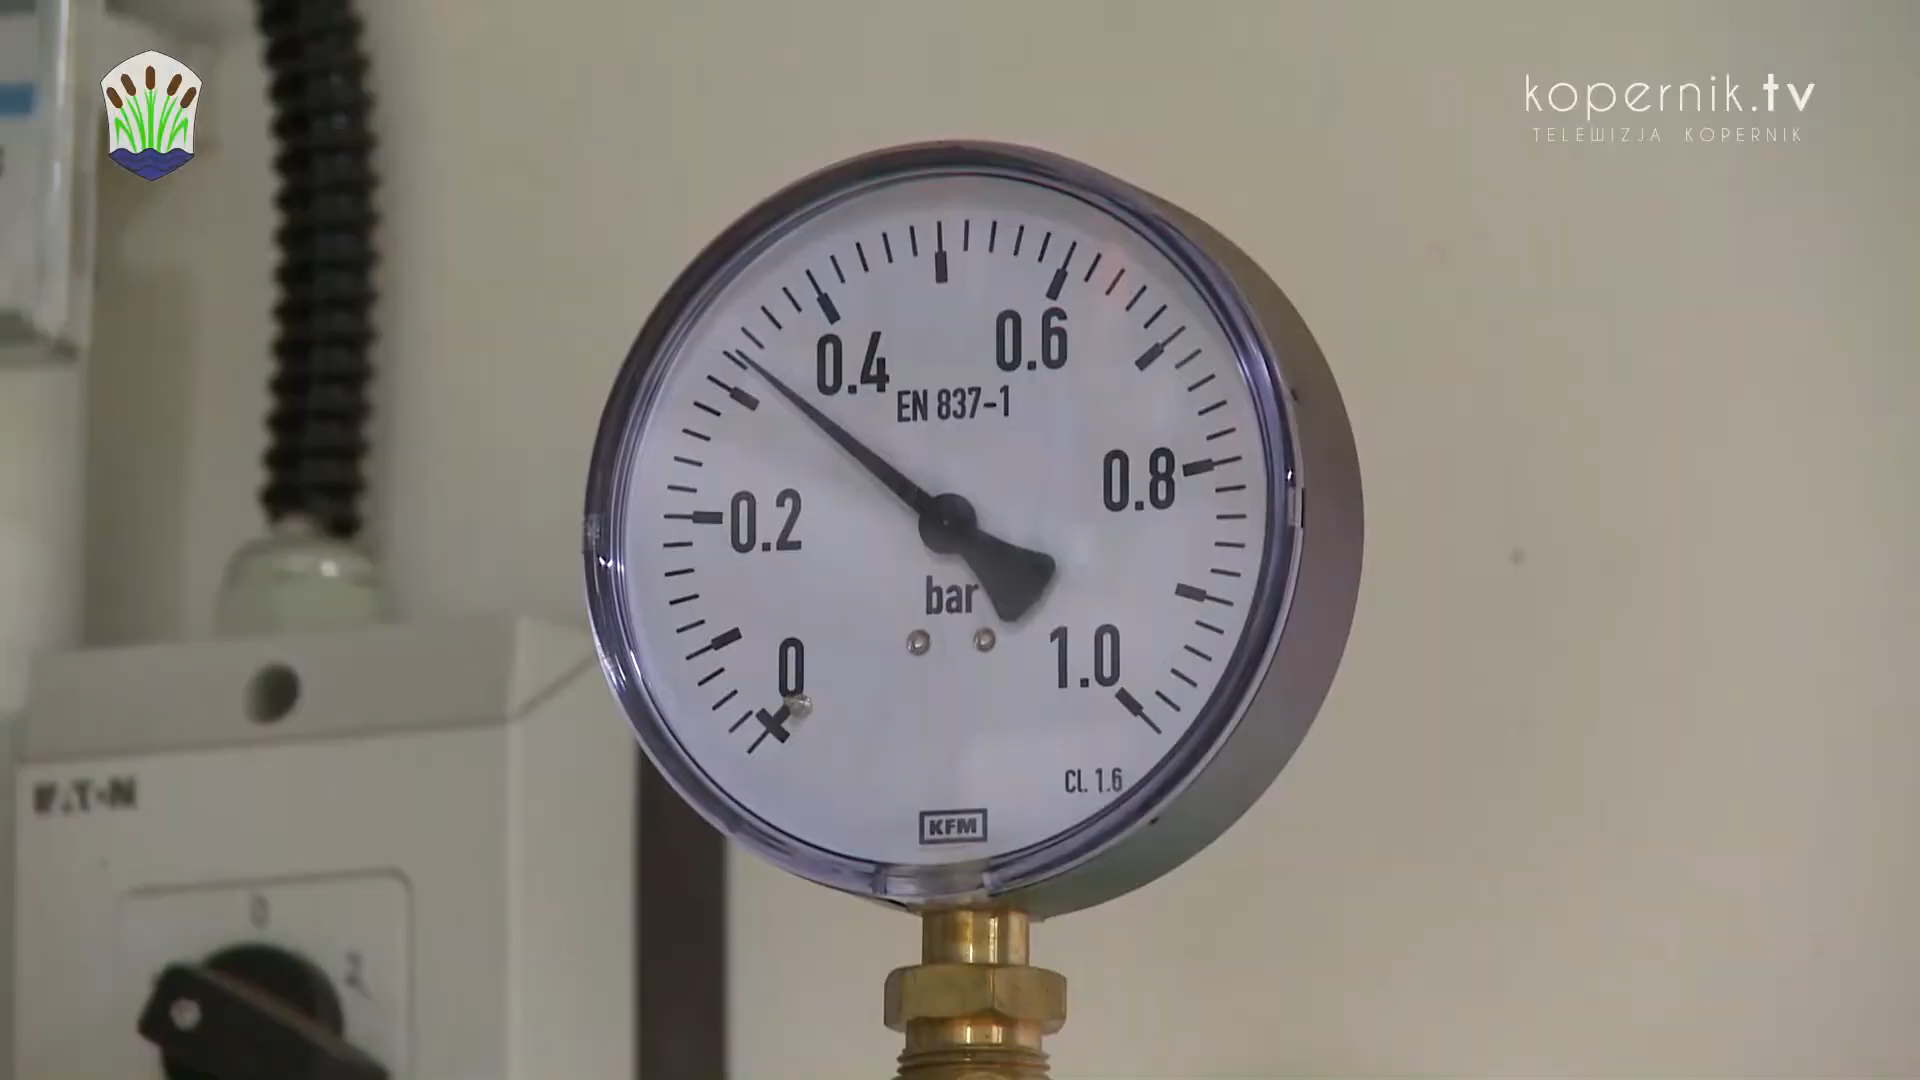 kopernik.tv
TELEWIZJA KOPERNIK
0.4
0.6
EN 837-1
0.2
0.8
bar
0
1.0
Cl. 1.6
KFM
EATON
0